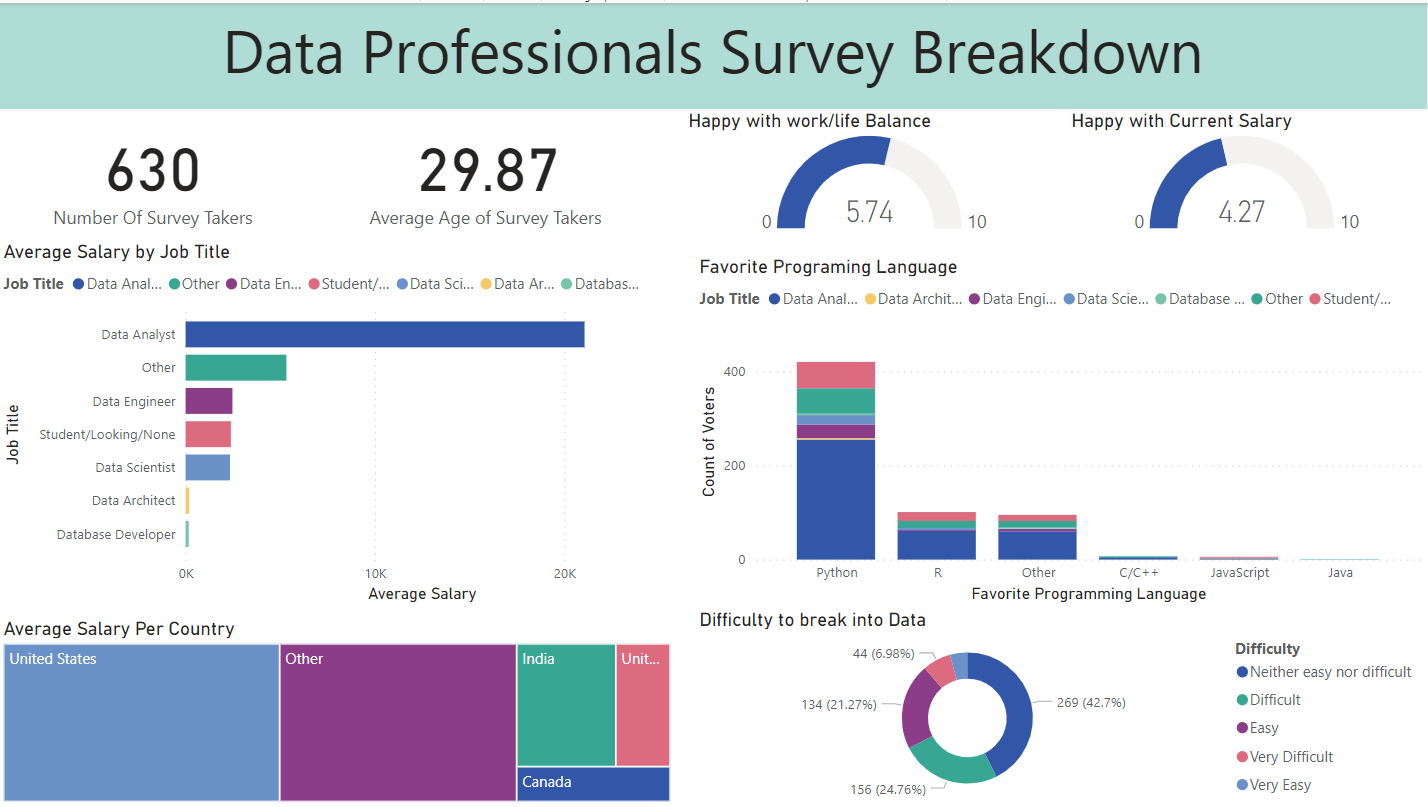 Data Professionals Survey Breakdown
630
Number Of Survey Takers
29.87
Average Age of Survey Takers
Happy with work/life Balance
5.74
0
10
Happy with Current Salary
4.27
0
10
Average Salary by Job Title
Job Title Data Anal... Other Data En... Student/... Data Sci... Data Ar... Databas...
Job Title
Data Analyst
Other
Data Engineer
Student/Looking/None
Data Scientist
Data Architect
Database Developer
0K 10K 20K
Average Salary
Favorite Programing Language
Job Title Data Anal... Data Archit... Data Engi... Data Scie... Database ... Other Student/...
Count of Voters
400
200
0
Python R Other C/C++ JavaScript Java
Favorite Programming Language
Average Salary Per Country
United States
Other
India
Unit...
Canada
Difficulty to break into Data
44 (6.98%)
134 (21.27%)
269 (42.7%)
156 (24.76%)
Difficulty
Neither easy nor difficult
Difficult
Easy
Very Difficult
Very Easy